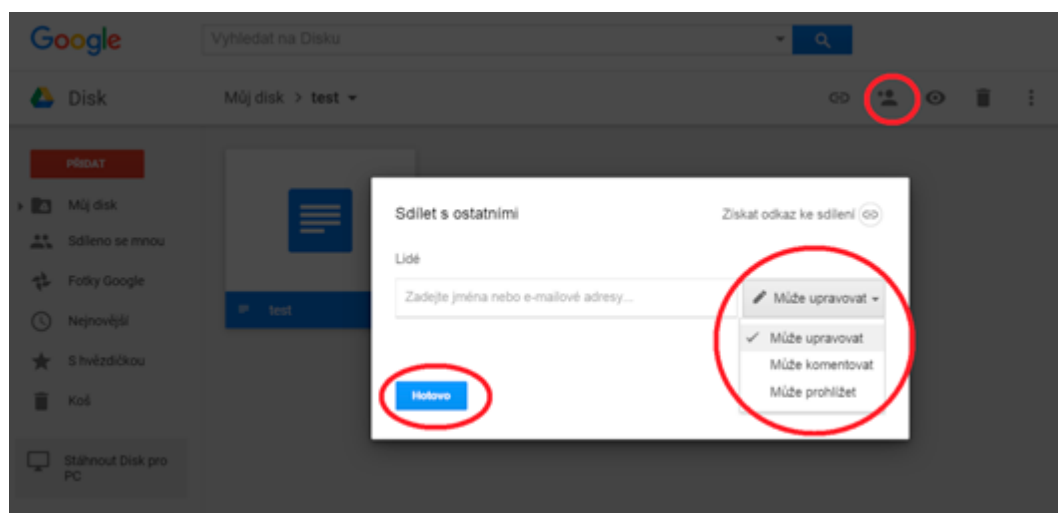 Google
Vyhledat na Disku
Disk
Můj disk > test
PŘIDAT
Můj disk
Sdíleno se mnou
Fotky Google
Nejnovější
S hvězdičkou
Koš
Stáhnout Disk pro
PC
test
Sdílet s ostatními
Získat odkaz ke sdílení
Lidé
Zadejte jména nebo e-mailové adresy...
Může upravovat
Může upravovat
Může komentovat
Může prohlížet
Hotovo